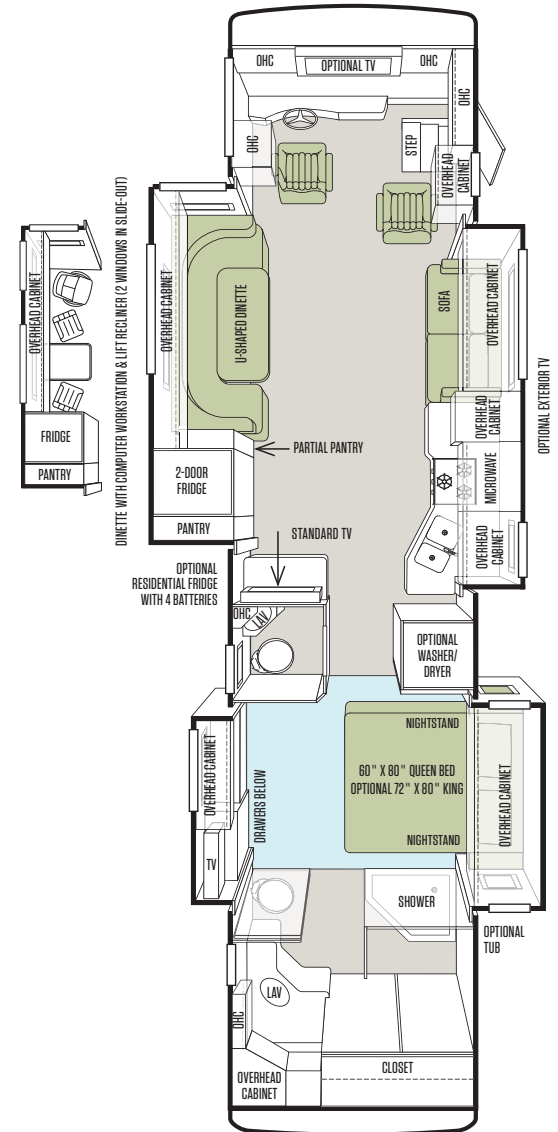 OHC
OPTIONAL TV
OHC
OHC
OHC
STEP
OVERHEAD
CABINET
DINETTE WITH COMPUTER WORKSTATION & LIFT RECLINER (2 WINDOWS IN SLIDE-OUT)
OVERHEAD CABINET
FRIDGE
PANTRY
OVERHEAD CABINET
U-SHAPED DINETTE
SOFA
OVERHEAD CABINET
OPTIONAL EXTERIOR TV
OVERHEAD
CABINET
PARTIAL PANTRY
2-DOOR
FRIDGE
MICROWAVE
PANTRY
STANDARD TV
OVERHEAD
CABINET
OPTIONAL
RESIDENTIAL FRIDGE
WITH 4 BATTERIES
OHC
LAV
OPTIONAL
WASHER/
DRYER
NIGHTSTAND
OVERHEAD CABINET
DRAWERS BELOW
60" X 80" QUEEN BED
OPTIONAL 72" X 80" KING
OVERHEAD CABINET
NIGHTSTAND
TV
SHOWER
OPTIONAL
TUB
LAV
OHC
CLOSET
OVERHEAD
CABINET